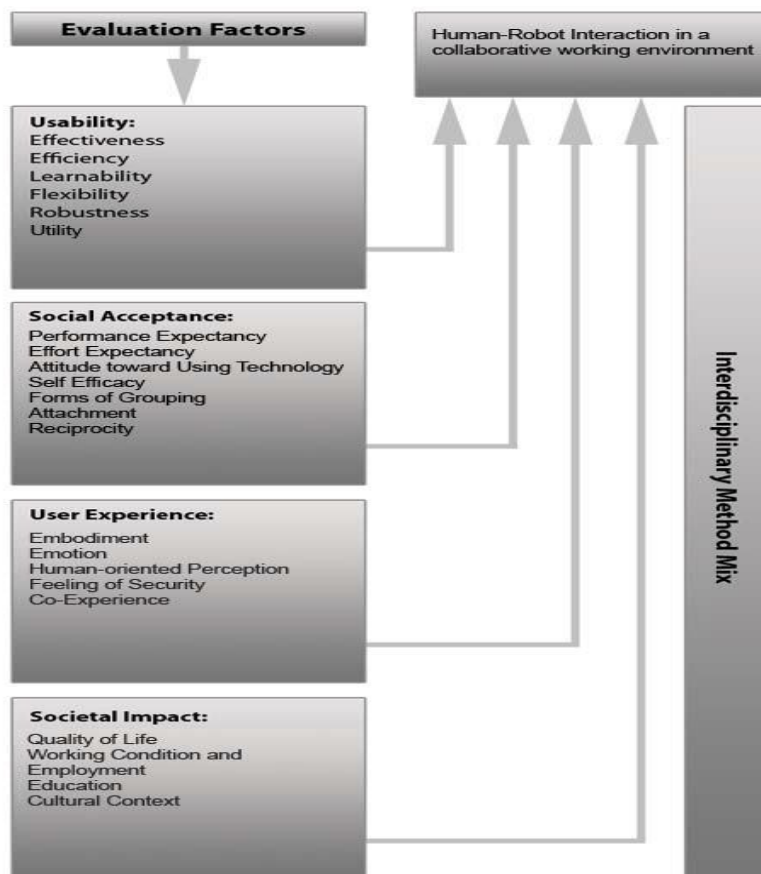 Evaluation Factors
Human-Robot Interaction in a
collaborative working environment
Usability:
Effectiveness
Efficiency
Learnability
Flexibility
Robustness
Utility
Social Acceptance:
Performance Expectancy
Effort Expectancy
Attitude toward Using Technology
Self Efficacy
Forms of Grouping
Attachment
Reciprocity
User Experience:
Embodiment
Emotion
Human-oriented Perception
Feeling of Security
Co-Experience
Societal Impact:
Quality of Life
Working Condition and
Employment
Education
Cultural Context
Interdisciplinary Method Mix